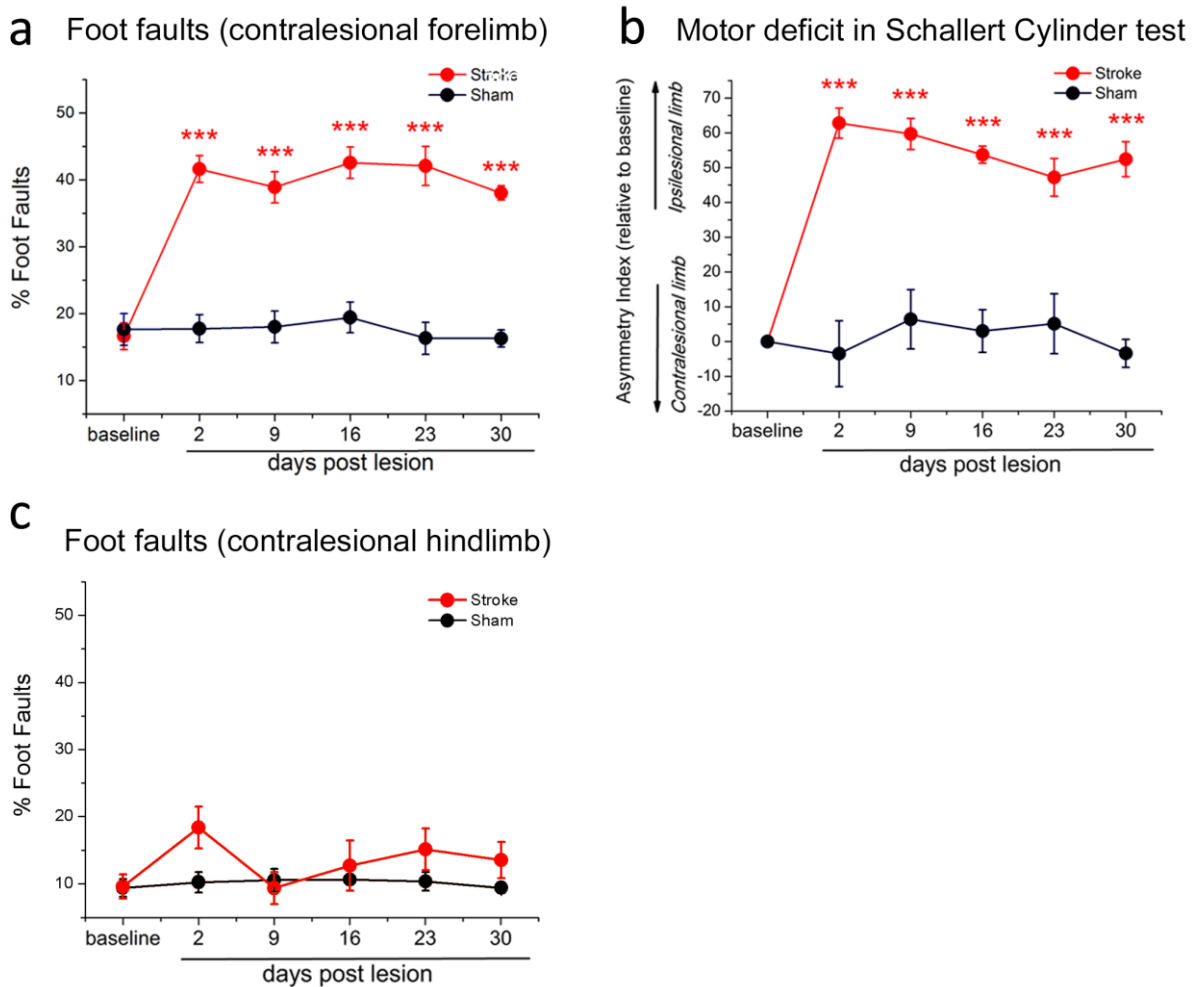 a Foot faults (contralesional forelimb)
Stroke
Sham
***
***
***
***
***
% Foot Faults
50
40
30
20
10
baseline 2 9 16 23 30
days post lesion
b Motor deficit in Schallert Cylinder test
Stroke
Sham
***
***
***
***
***
Asymmetry Index (relative to baseline)
Ipsilesional limb
Contralesional limb
70
60
50
40
30
20
10
0
-10
-20
baseline 2 9 16 23 30
days post lesion
c
Foot faults (contralesional hindlimb)
Stroke
Sham
% Foot Faults
50
40
30
20
10
baseline 2 9 16 23 30
days post lesion